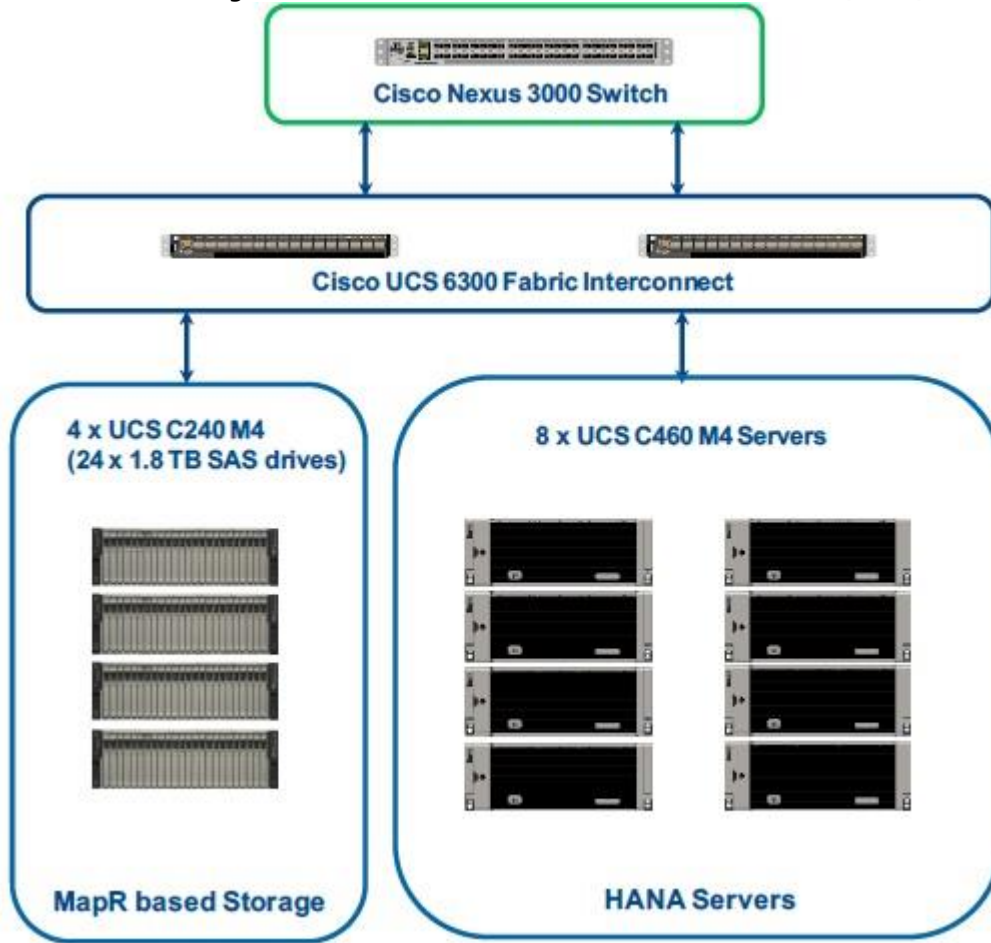 Cisco Nexus 3000 Switch
Cisco UCS 6300 Fabric Interconnect
4 x UCS C240 M4
(24 x 1.8 TB SAS drives)
8 x UCS C460 M4 Servers
MapR based Storage
HANA Servers